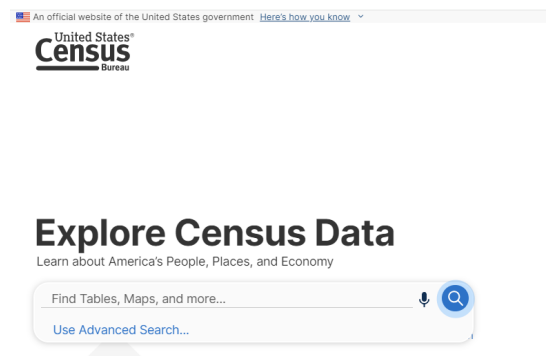 An official website of the United States government Here's how you know
United States®
Census
Bureau
Explore Census Data
Learn about America's People, Places, and Economy
Find Tables, Maps, and more...
Use Advanced Search...